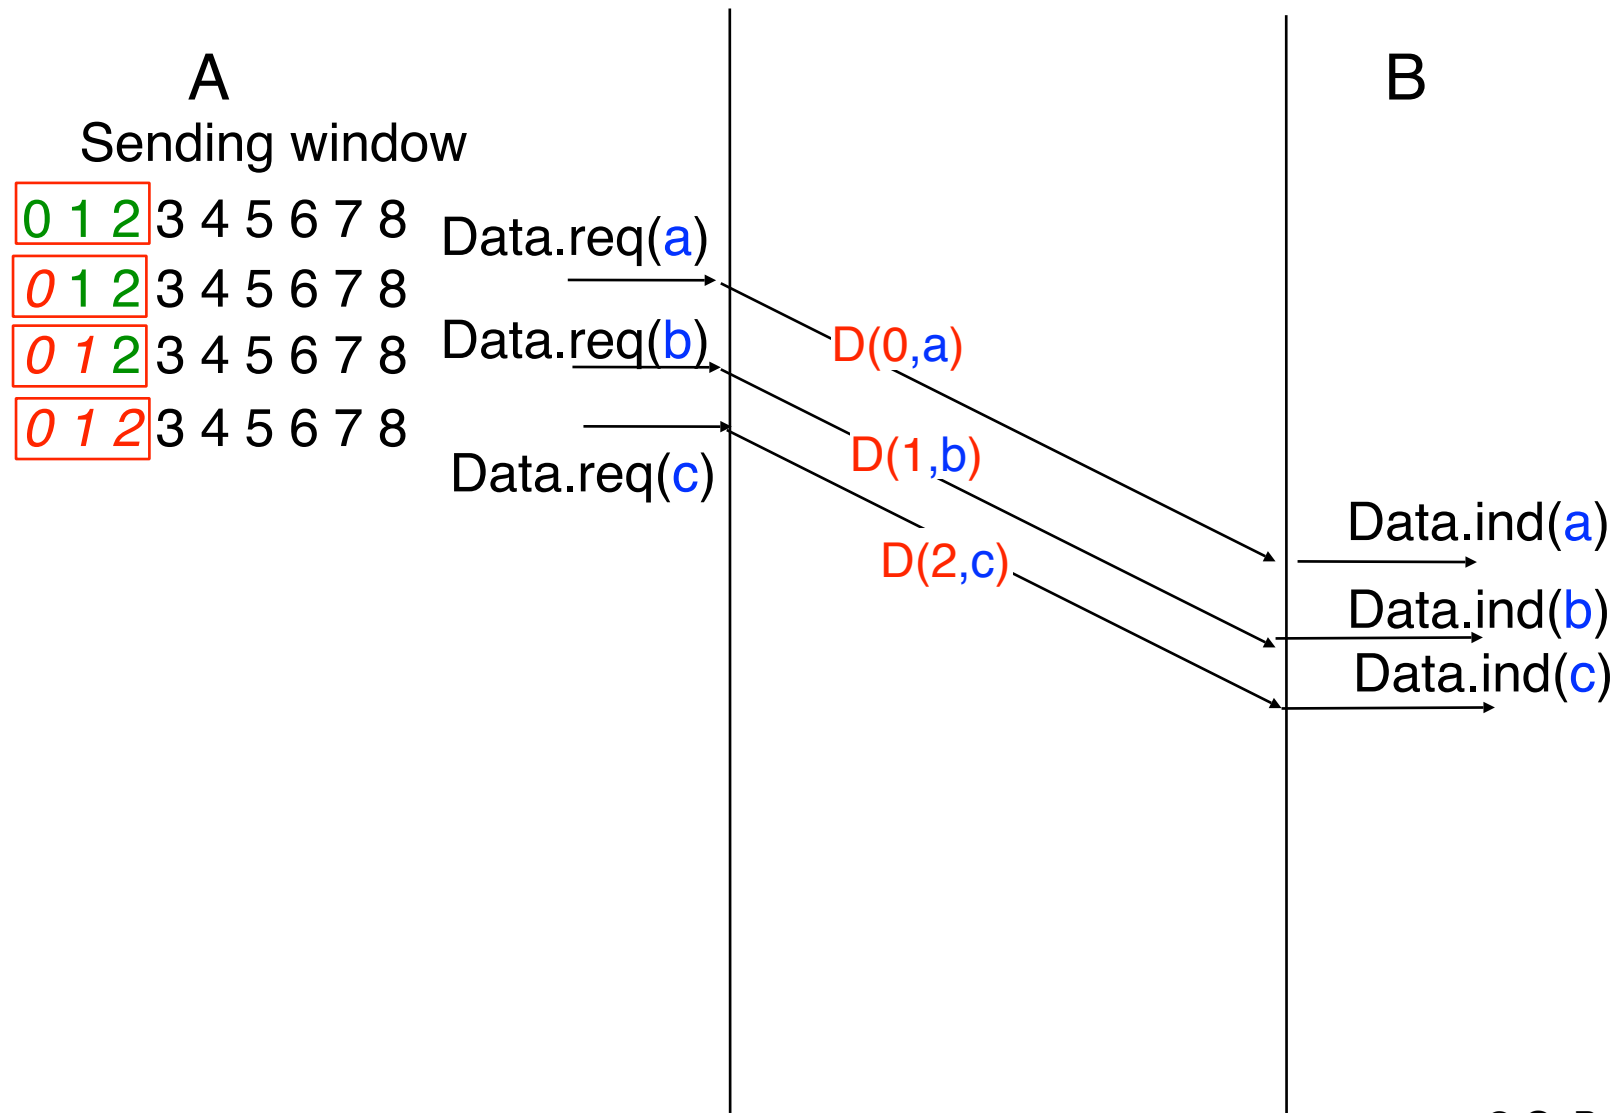 A
B
Sending window
0 1 2 3 4 5 6 7 8
Data.req(a)
0 1 2 3 4 5 6 7 8
Data.req(b)
D(0,a)
0 1 2 3 4 5 6 7 8
0 1 2 3 4 5 6 7 8
D(1,b)
Data.req(c)
Data.ind(a)
D(2,c)
Data.ind(b)
Data.ind(c)